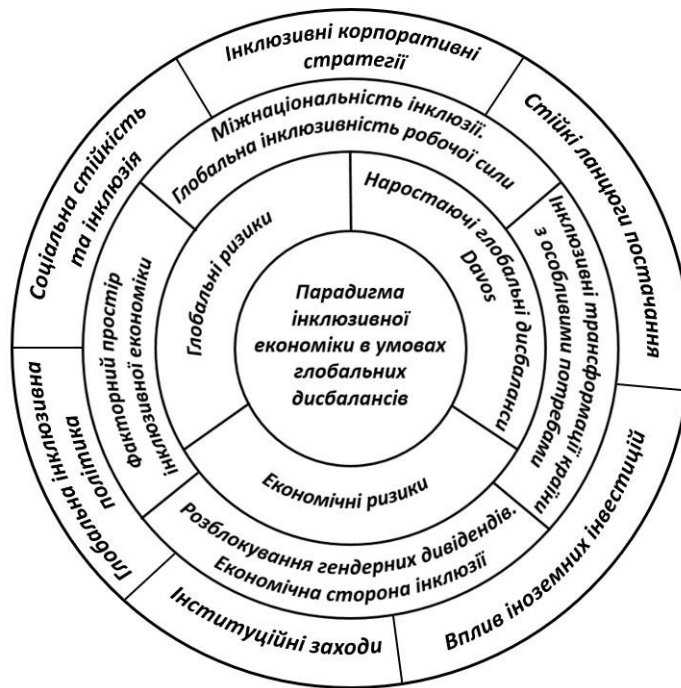 Інклюзивні корпоративні
стратегії
Стійкі ланцюги постачання
Вплив іноземних інвестицій
Інституційні заходи
Глобальна інклюзивна
політика
Соціальна стійкість
та інклюзія
Міжнаціональність інклюзії.
Глобальна інклюзивність робочої сили
Інклюзивні трансформації країни
з особливими потребами
Розблокування гендерних дивідендів.
Економічна сторона інклюзії
факторний простір
інклюзивної економіки
Глобальні ризики
Наростаючі глобальні дисбаланси
Davos
Економічні ризики
Парадигма
інклюзивної
економіки в умовах
глобальних
дисбалансів